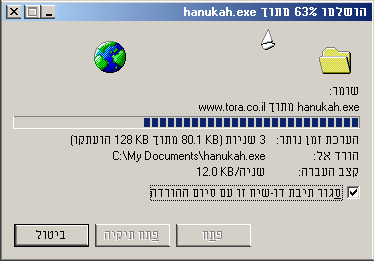 הושלמו 63% מתוך hanukah.exe
שומר:
hanukah.exe מתוך www.tora.co.il
הערכת זמן נותר: 3 שניות (80.1 KB מתוך 128 KB הועתקו)
הורד אל: C:\My Documents\hanukah.exe
קצב העברה: 12.0 KB/שניה
סגור תיבת דו-שיח זו עם סיום ההורדה
פתח
פתח תיקיה
ביטול